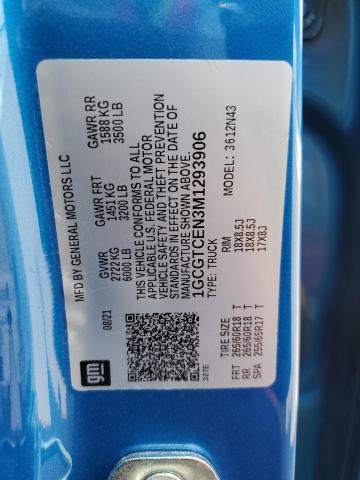 MFD BY GENERAL MOTORS LLC
08/21
GVWR
2722 KG
6000 LB
GAWR FRT
1451 KG
3200 LB
GAWR RR
1588 KG
3500 LB
THIS VEHICLE CONFORMS TO ALL
APPLICABLE U.S. FEDERAL MOTOR
VEHICLE SAFETY AND THEFT PREVENTION
STANDARDS IN EFFECT ON THE DATE OF
MANUFACTURE SHOWN ABOVE.
1GCGTCEN3M1293906
TYPE: TRUCK
MODEL: 3612N43
327E
TIRE SIZE RIM
FRT 265/60R18 T 18X8.5J
RR 265/60R18 T 18X8.5J
SPA 255/65R17 T 17X8J
gm